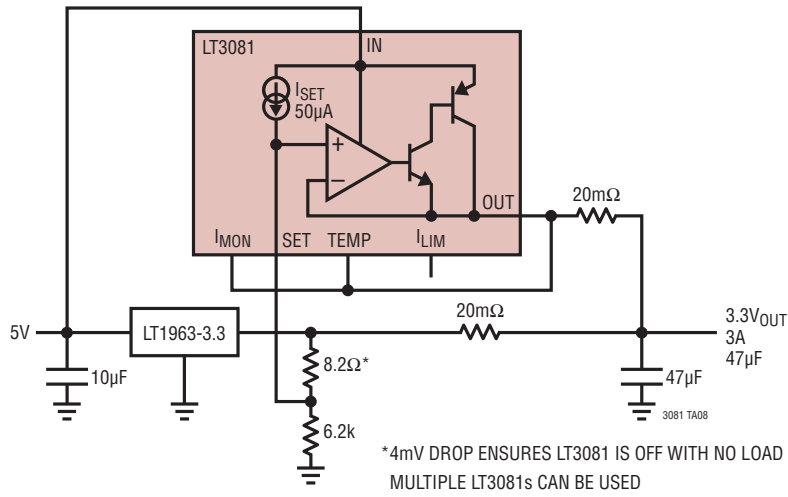 LT3081
IN
ISET
50µA
+
–
OUT
20mΩ
IMON
SET
TEMP
ILIM
20mΩ
5V
LT1963-3.3
3.3VOUT
3A
47µF
8.2Ω*
10µF
47µF
3081 TA08
6.2k
*4mV DROP ENSURES LT3081 IS OFF WITH NO LOAD
MULTIPLE LT3081s CAN BE USED